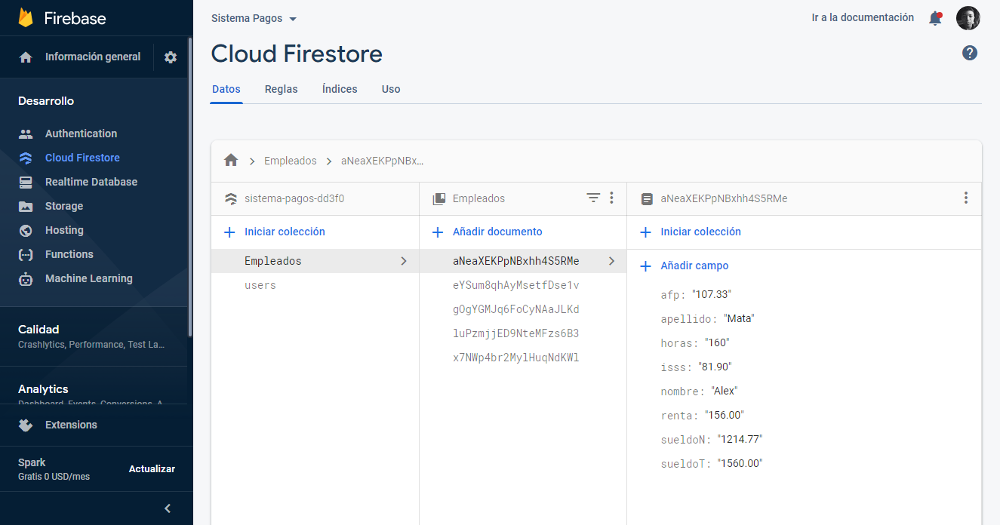 Firebase
Sistema Pagos
Ir a la documentación
Información general
Cloud Firestore
Datos
Reglas
Índices
Uso
Desarrollo
Authentication
Cloud Firestore
Realtime Database
Storage
Hosting
Functions
Machine Learning
Calidad
Crashlytics, Performance, Test La...
Analytics
Dashboard, Events, Conversions, A
Extensions
Spark
Gratis 0 USD/mes
Actualizar
Empleados
aNeaXEKPpNBx...
sistema-pagos-dd3f0
Iniciar colección
Empleados
users
Empleados
Añadir documento
aNeaXEKPpNBxhh4S5RMe
eYSum8qhAyMsetfDse1v
gOgYGMJq6FoCyNAaJLKd
luPzmjjED9NteMFzs6B3
x7NWp4br2MylHuqNdKWl
aNeaXEKPpNBxhh4S5RMe
Iniciar colección
Añadir campo
afp: "107.33"
apellido: "Mata"
horas: "160"
isss: "81.90"
nombre: "Alex"
renta: "156.00"
sueldoN: "1214.77"
sueldoT: "1560.00"